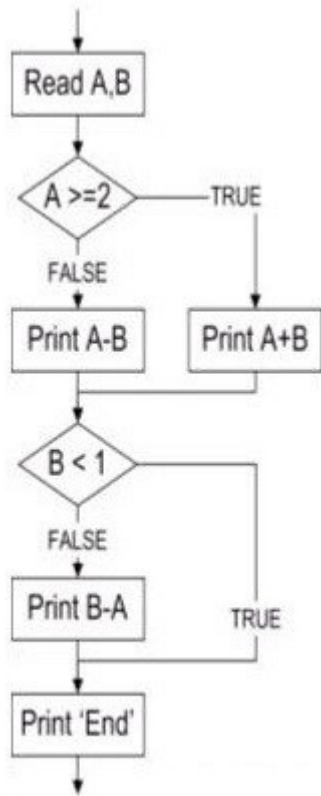 Read A,B
A >=2
TRUE
FALSE
Print A-B
Print A+B
B < 1
FALSE
Print B-A
TRUE
Print ‘End’